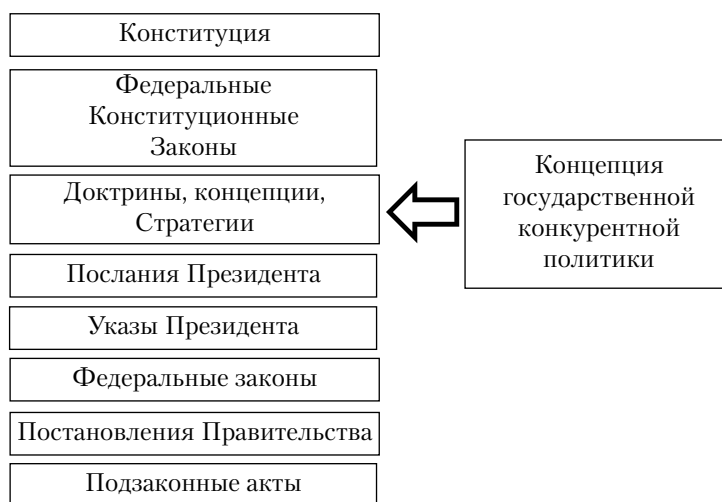 Конституция
Федеральные
Конституционные
Законы
Доктрины, концепции,
Стратегии
Послания Президента
Указы Президента
Федеральные законы
Постановления Правительства
Подзаконные акты
Концепция
государственной
конкурентной
политики